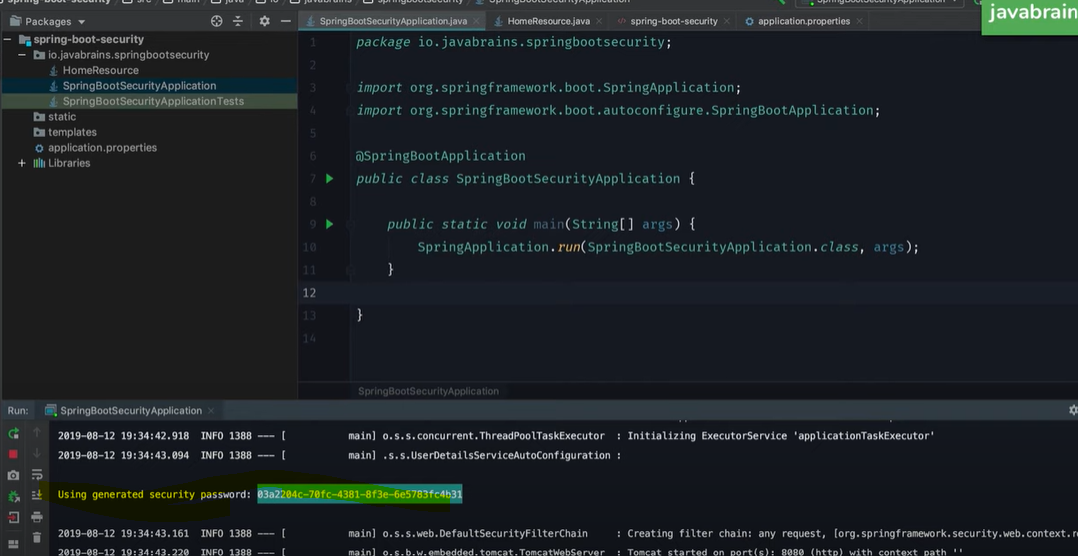 spring-boot-security
Packages
SpringBootSecurityApplication.java
HomeResource.java
spring-boot-security
application.properties
javabrain
spring-boot-security
io.javabrains.springbootsecurity
HomeResource
SpringBootSecurityApplication
SpringBootSecurityApplicationTests
static
templates
application.properties
Libraries
1 package io.javabrains.springbootsecurity;
2
3 import org.springframework.boot.SpringApplication;
4 import org.springframework.boot.autoconfigure.SpringBootApplication;
5
6 @SpringBootApplication
7 public class SpringBootSecurityApplication {
8
9 public static void main(String[] args) {
10 SpringApplication.run(SpringBootSecurityApplication.class, args);
11 }
12
13 }
14
SpringBootSecurityApplication
Run: SpringBootSecurityApplication
2019-08-12 19:34:42.918 INFO 1388 --- [ main] o.s.s.concurrent.ThreadPoolTaskExecutor : Initializing ExecutorService 'applicationTaskExecutor'
2019-08-12 19:34:43.094 INFO 1388 --- [ main] .s.s.UserDetailsServiceAutoConfiguration :
Using generated security password: 03a2204c-70fc-4381-8f3e-6e5783fc4b31
2019-08-12 19:34:43.161 INFO 1388 --- [ main] o.s.s.web.DefaultSecurityFilterChain : Creating filter chain: any request, [org.springframework.security.web.context.re
2019-08-12 19:34:43.220 INFO 1388 --- [ main] o.s.b.w.embedded.tomcat.TomcatWebServer : Tomcat started on port(s): 8080 (http) with context path ''